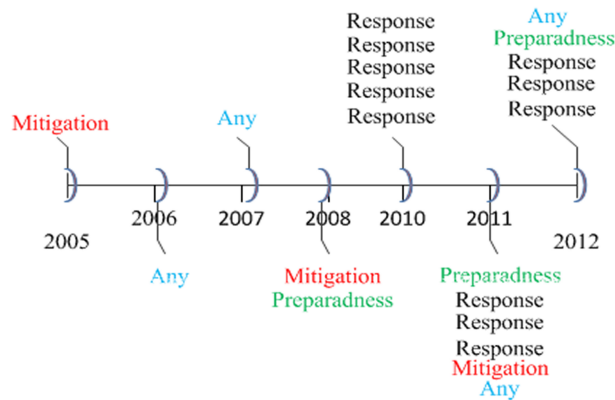 Response
Response
Response
Response
Response
Any
Preparadness
Response
Response
Response
Mitigation
Any
2005
2006
2007
2008
2010
2011
2012
Any
Mitigation
Preparadness
Preparadness
Response
Response
Response
Mitigation
Any